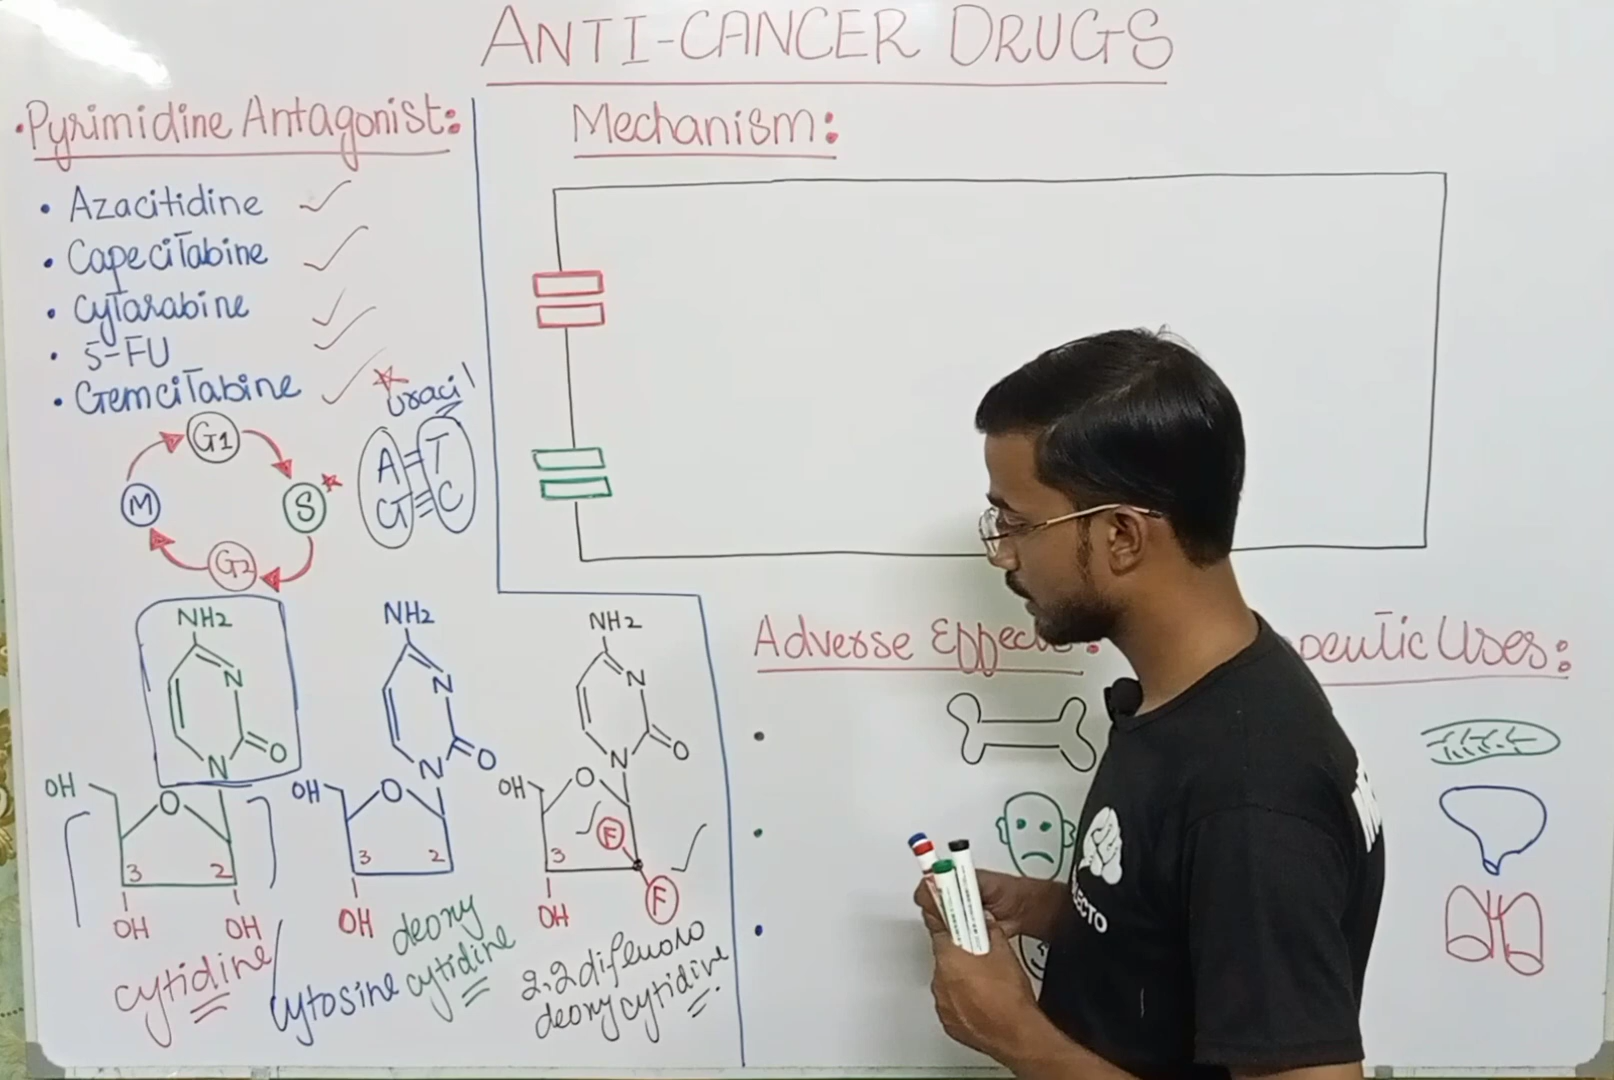 ANTI-CANCER DRUGS
• Pyrimidine Antagonist:
• Azacitidine
• Capecitabine
• Cytarabine
• 5-FU
• Gemcitabine
G1
S
G2
M
Uracil
A = T
G ≡ C
NH2
N
N
O
OH
O
3 2
OH OH
cytidine
cytosine
NH2
N
N
O
OH
O
3 2
OH
deoxy
cytidine
NH2
N
N
O
OH
O
3
F
F
OH
2,2 difluoro
deoxycytidine
Mechanism:
Adverse
peutic Uses:
ECTO